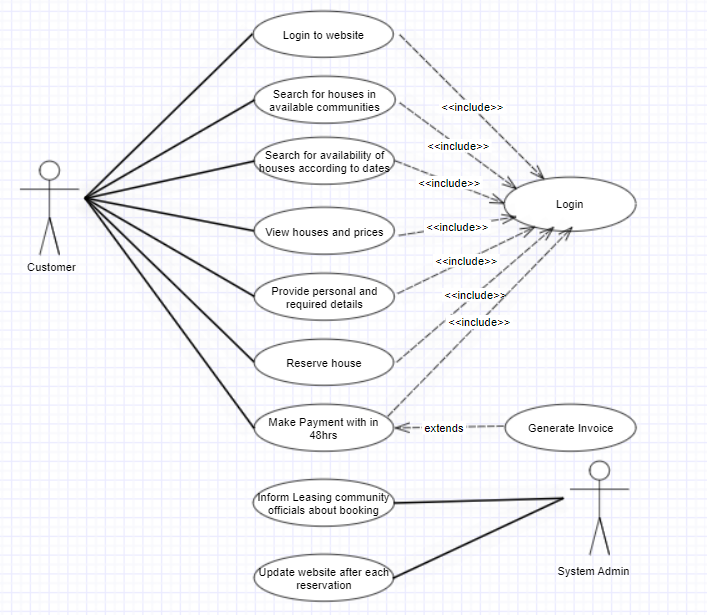 Login to website
<<include>>
Search for houses in
available communities
<<include>>
Search for availability of
houses according to dates
<<include>>
Login
Customer
View houses and prices
<<include>>
Provide personal and
required details
<<include>>
Reserve house
<<include>>
<<include>>
Make Payment with in
48hrs
extends
Generate Invoice
Inform Leasing community
officials about booking
System Admin
Update website after each
reservation